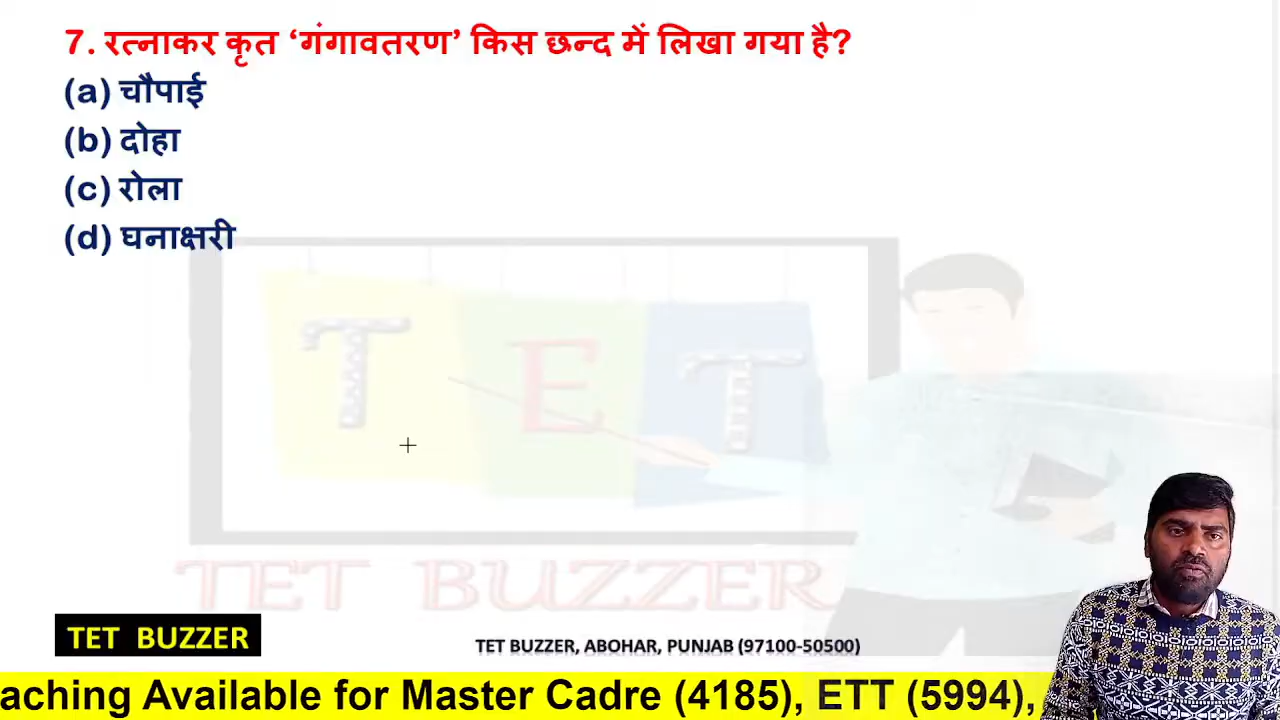 7. रत्नाकर कृत ‘गंगावतरण’ किस छन्द में लिखा गया है?
(a) चौपाई
(b) दोहा
(c) रोला
(d) घनाक्षरी
T E T
TET BUZZER
TET BUZZER
TET BUZZER, ABOHAR, PUNJAB (97100-50500)
aching Available for Master Cadre (4185), ETT (5994),